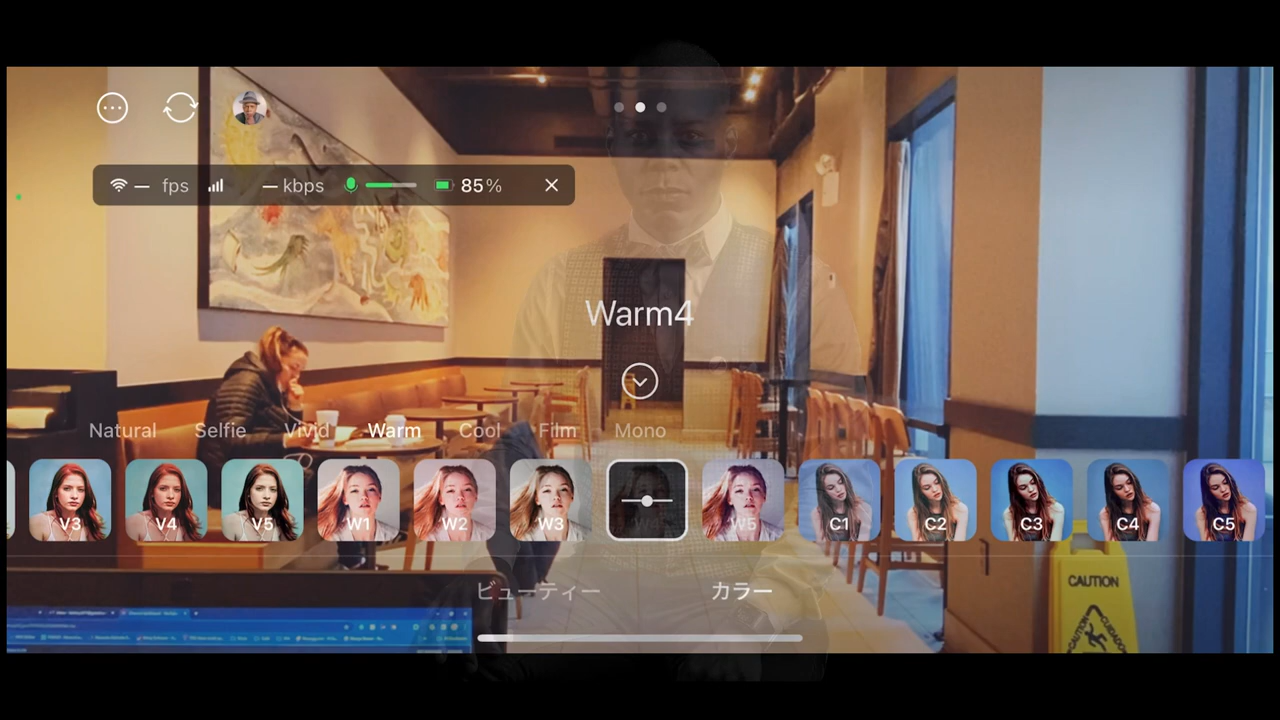 fps
kbps
85%
Warm4
Natural Selfie Vivid Warm Cool Film Mono
V3 V4 V5 W1 W2 W3 W4 W5 C1 C2 C3 C4 C5
ビューティー カラー
CAUTION